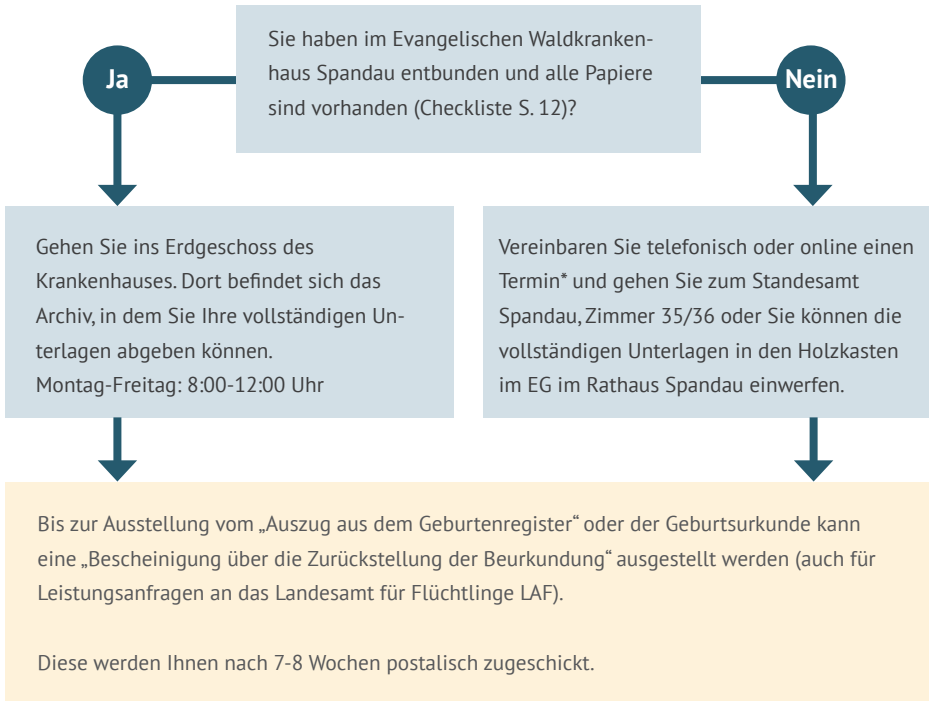 Sie haben im Evangelischen Waldkranken-
haus Spandau entbunden und alle Papiere
sind vorhanden (Checkliste S. 12)?
Ja
Nein
Gehen Sie ins Erdgeschoss des
Krankenhauses. Dort befindet sich das
Archiv, in dem Sie Ihre vollständigen Un-
terlagen abgeben können.
Montag-Freitag: 8:00-12:00 Uhr
Vereinbaren Sie telefonisch oder online einen
Termin* und gehen Sie zum Standesamt
Spandau, Zimmer 35/36 oder Sie können die
vollständigen Unterlagen in den Holzkasten
im EG im Rathaus Spandau einwerfen.
Bis zur Ausstellung vom „Auszug aus dem Geburtenregister“ oder der Geburtsurkunde kann
eine „Bescheinigung über die Zurückstellung der Beurkundung“ ausgestellt werden (auch für
Leistungsanfragen an das Landesamt für Flüchtlinge LAF).
Diese werden Ihnen nach 7-8 Wochen postalisch zugeschickt.